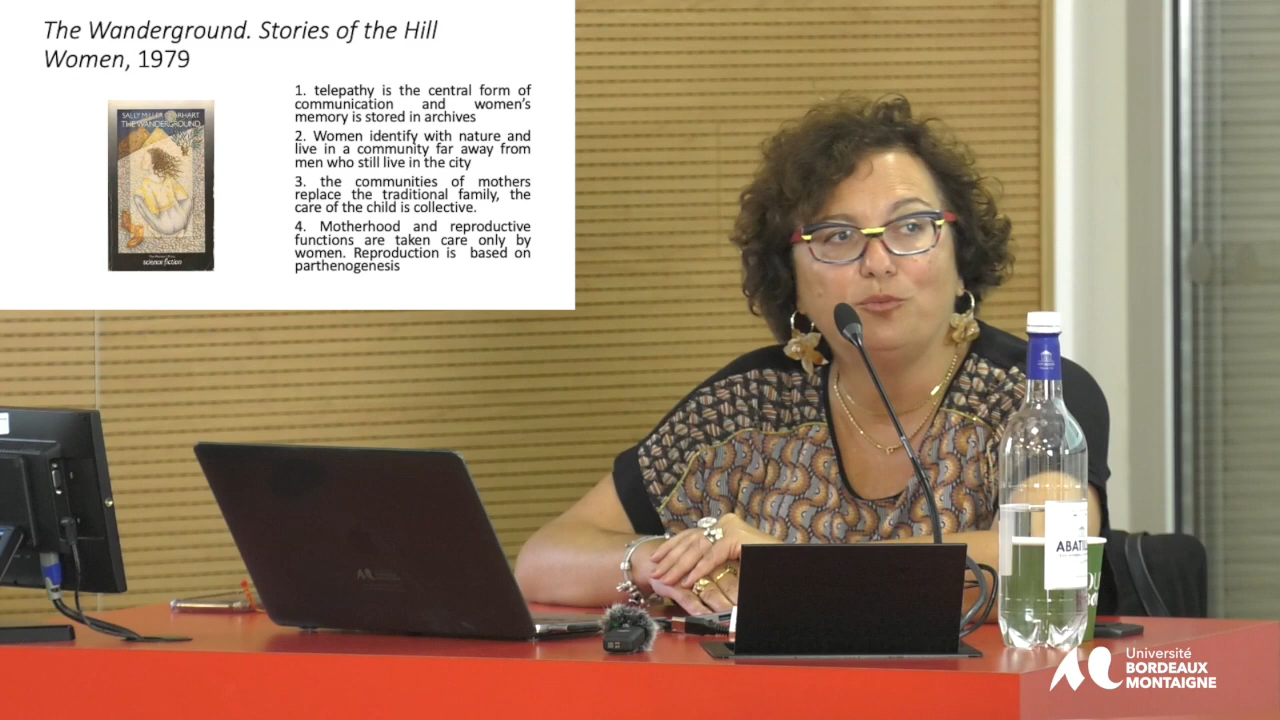 The Wanderground. Stories of the Hill
Women, 1979
1. telepathy is the central form of
communication and women's
memory is stored in archives
2. Women identify with nature and
live in a community far away from
men who still live in the city
3. the communities of mothers
replace the traditional family, the
care of the child is collective.
4. Motherhood and reproductive
functions are taken care only by
women. Reproduction is based on
parthenogenesis
SALLY MILLER GEARHART
THE WANDERGROUND
science fiction
ABATI
Université
BORDEAUX
MONTAIGNE